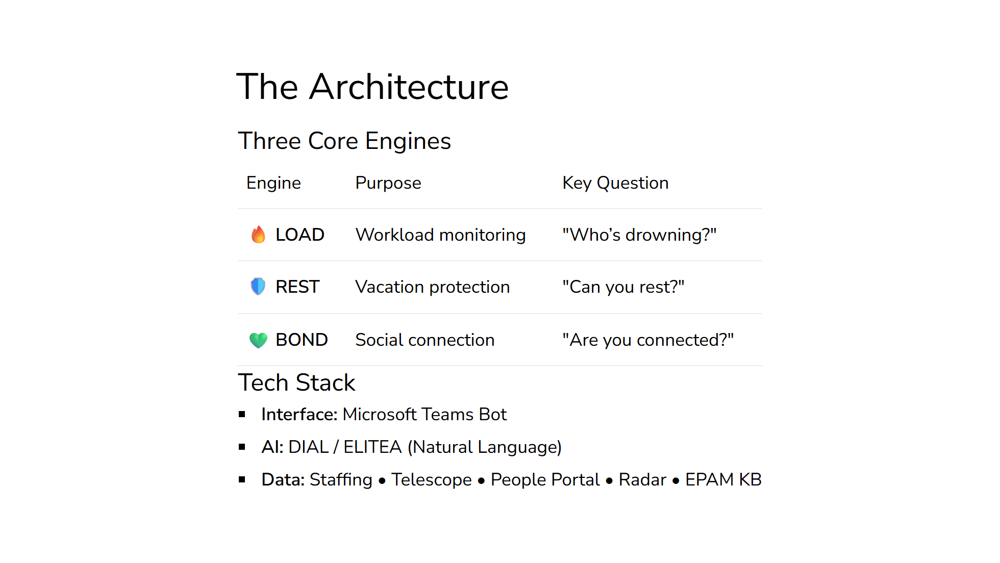 The Architecture
Three Core Engines
Engine Purpose Key Question
🔥 LOAD Workload monitoring "Who’s drowning?"
🛡️ REST Vacation protection "Can you rest?"
💚 BOND Social connection "Are you connected?"
Tech Stack
▪ Interface: Microsoft Teams Bot
▪ AI: DIAL / ELITEA (Natural Language)
▪ Data: Staffing • Telescope • People Portal • Radar • EPAM KB